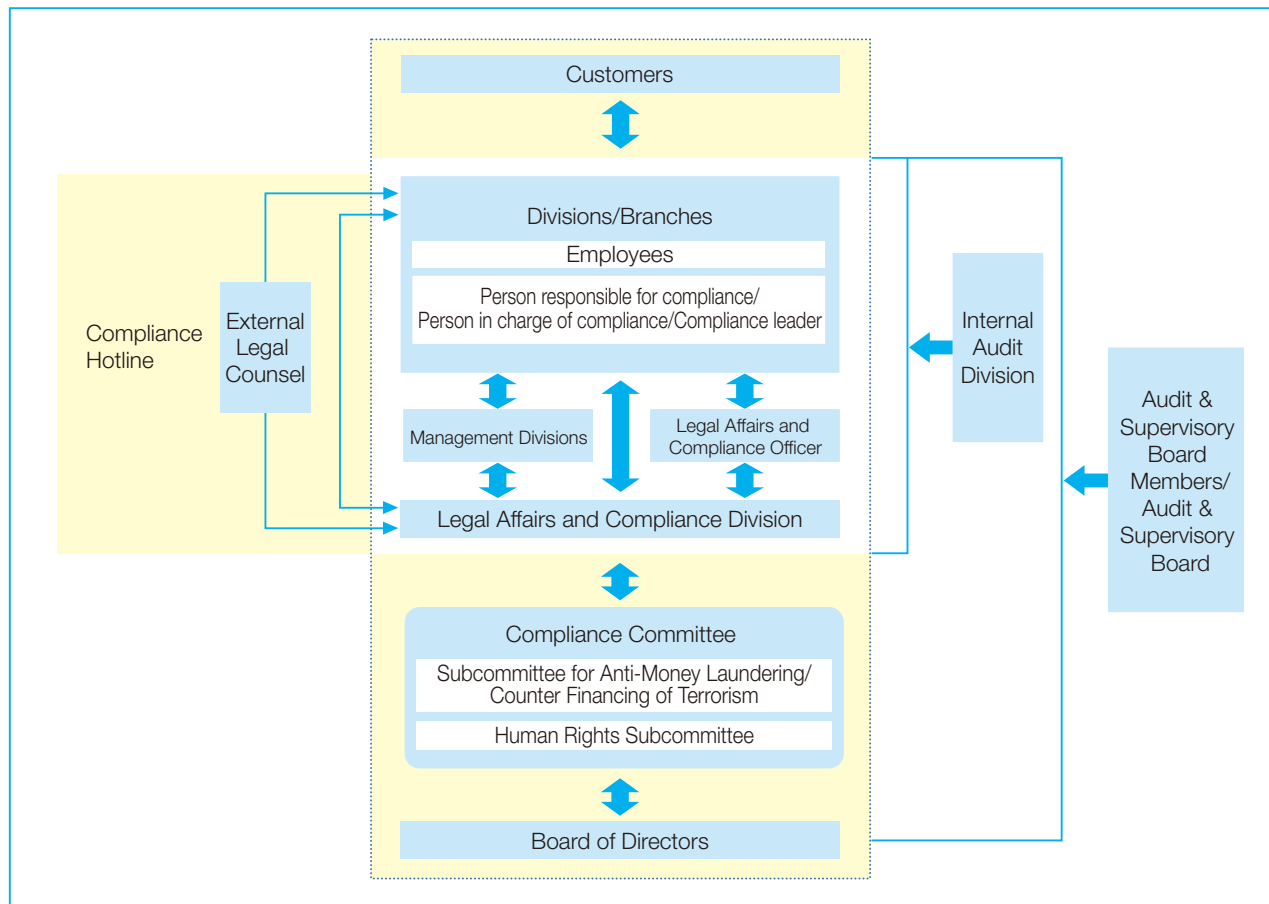 Customers
Divisions/Branches
Employees
Person responsible for compliance/
Person in charge of compliance/Compliance leader
Compliance
Hotline
External
Legal
Counsel
Management Divisions
Legal Affairs and
Compliance Officer
Legal Affairs and Compliance Division
Internal
Audit
Division
Audit &
Supervisory
Board
Members/
Audit &
Supervisory
Board
Compliance Committee
Subcommittee for Anti-Money Laundering/
Counter Financing of Terrorism
Human Rights Subcommittee
Board of Directors